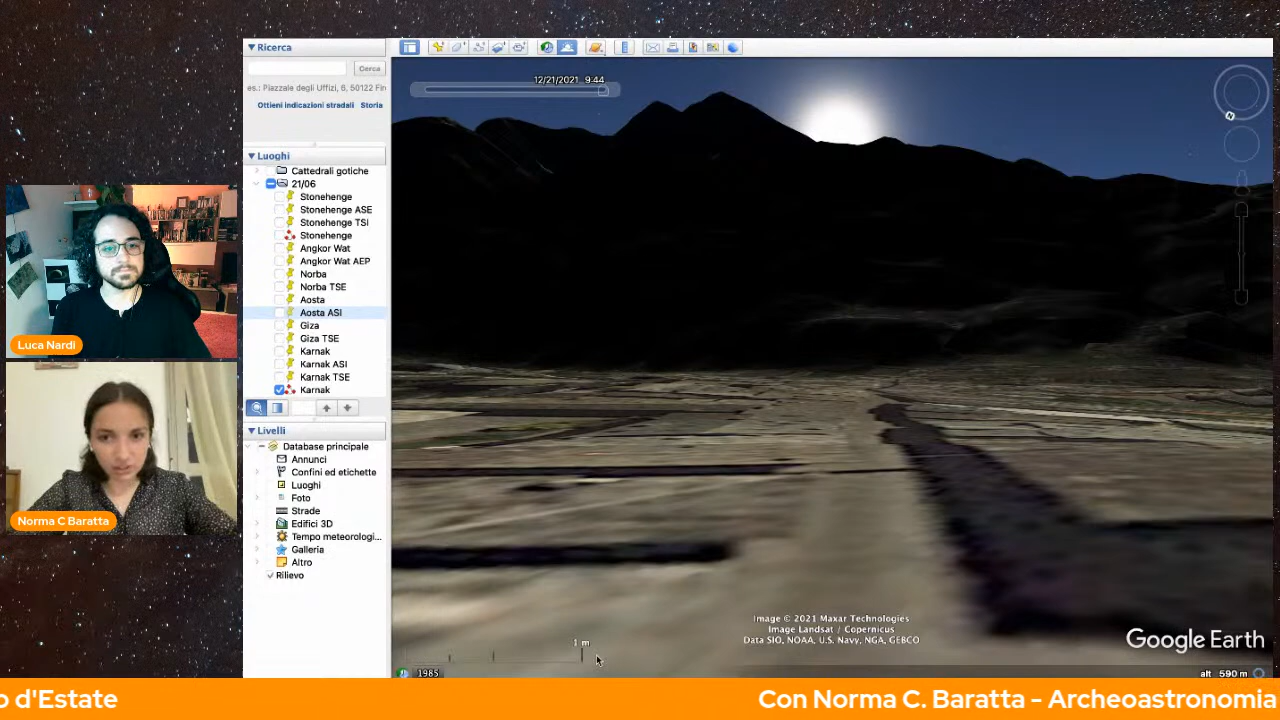 Ricerca
Cerca
es.: Piazzale degli Uffizi, 6, 50122 Fir
Ottieni indicazioni stradali Storia
Luoghi
Cattedrali gotiche
21/06
Stonehenge
Stonehenge ASE
Stonehenge TSI
Stonehenge
Angkor Wat
Angkor Wat AEP
Norba
Norba TSE
Aosta
Aosta ASI
Giza
Giza TSE
Karnak
Karnak ASI
Karnak TSE
Karnak
Livelli
Database principale
Annunci
Confini ed etichette
Luoghi
Foto
Strade
Edifici 3D
Tempo meteorologi...
Galleria
Altro
Rilievo
12/21/2021 9:44
N
Luca Nardi
Norma C Baratta
1 m
1985
Image © 2021 Maxar Technologies
Image Landsat / Copernicus
Data SIO, NOAA, U.S. Navy, NGA, GEBCO
Google Earth
alt 590 m
o d'Estate
Con Norma C. Baratta - Archeoastronomia